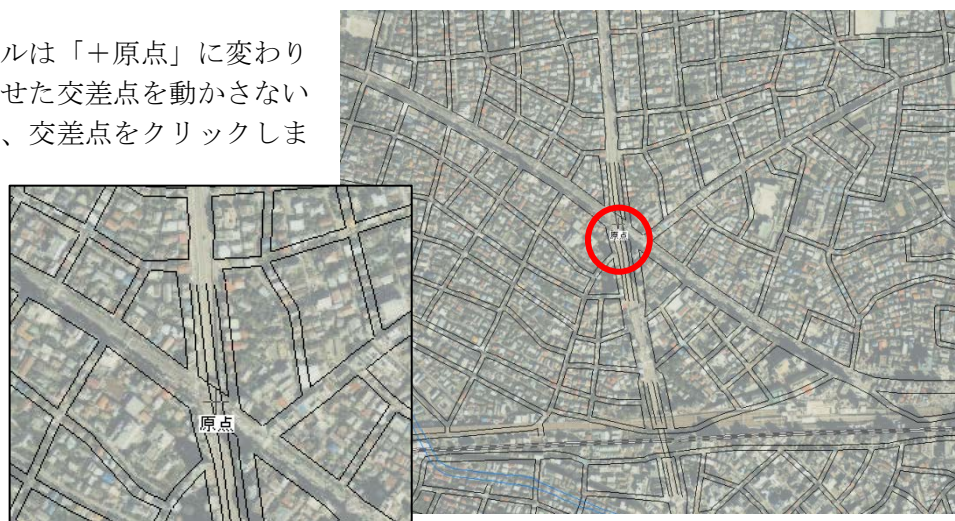 ルは「＋原点」に変わり
せた交差点を動かさない
、交差点をクリックしま
原点
原点